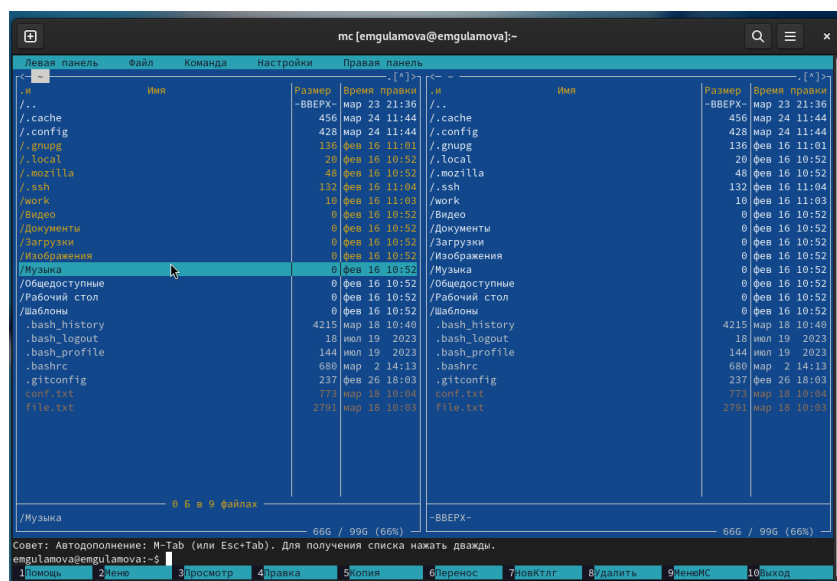 mc [emgulamova@emgulamova]:~
Левая панель Файл Команда Настройки Правая панель
<— ~ .[^]> <— ~ .[^]>
.и Имя Размер Время правки .и Имя Размер Время правки
/.. -ВВЕРХ- мар 23 21:36 /.. -ВВЕРХ- мар 23 21:36
/.cache 456 мар 24 11:44 /.cache 456 мар 24 11:44
/.config 428 мар 24 11:44 /.config 428 мар 24 11:44
/.gnupg 136 фев 16 11:01 /.gnupg 136 фев 16 11:01
/.local 20 фев 16 10:52 /.local 20 фев 16 10:52
/.mozilla 48 фев 16 10:52 /.mozilla 48 фев 16 10:52
/.ssh 132 фев 16 11:04 /.ssh 132 фев 16 11:04
/work 10 фев 16 11:03 /work 10 фев 16 11:03
/Видео 0 фев 16 10:52 /Видео 0 фев 16 10:52
/Документы 0 фев 16 10:52 /Документы 0 фев 16 10:52
/Загрузки 0 фев 16 10:52 /Загрузки 0 фев 16 10:52
/Изображения 0 фев 16 10:52 /Изображения 0 фев 16 10:52
/Музыка 0 фев 16 10:52 /Музыка 0 фев 16 10:52
/Общедоступные 0 фев 16 10:52 /Общедоступные 0 фев 16 10:52
/Рабочий стол 0 фев 16 10:52 /Рабочий стол 0 фев 16 10:52
/Шаблоны 0 фев 16 10:52 /Шаблоны 0 фев 16 10:52
.bash_history 4215 мар 18 10:40 .bash_history 4215 мар 18 10:40
.bash_logout 18 июл 19 2023 .bash_logout 18 июл 19 2023
.bash_profile 144 июл 19 2023 .bash_profile 144 июл 19 2023
.bashrc 680 мар 2 14:13 .bashrc 680 мар 2 14:13
.gitconfig 237 фев 26 18:03 .gitconfig 237 фев 26 18:03
conf.txt 773 мар 18 10:04 conf.txt 773 мар 18 10:04
file.txt 2791 мар 18 10:03 file.txt 2791 мар 18 10:03
0 Б в 9 файлах
/Музыка -ВВЕРХ-
66G / 99G (66%) 66G / 99G (66%)
Совет: Автодополнение: M-Tab (или Esc+Tab). Для получения списка нажать дважды.
emgulamova@emgulamova:~$
1Помощь 2Меню 3Просмотр 4Правка 5Копия 6Перенос 7НовКтлг 8Удалить 9МенюMC 10Выход